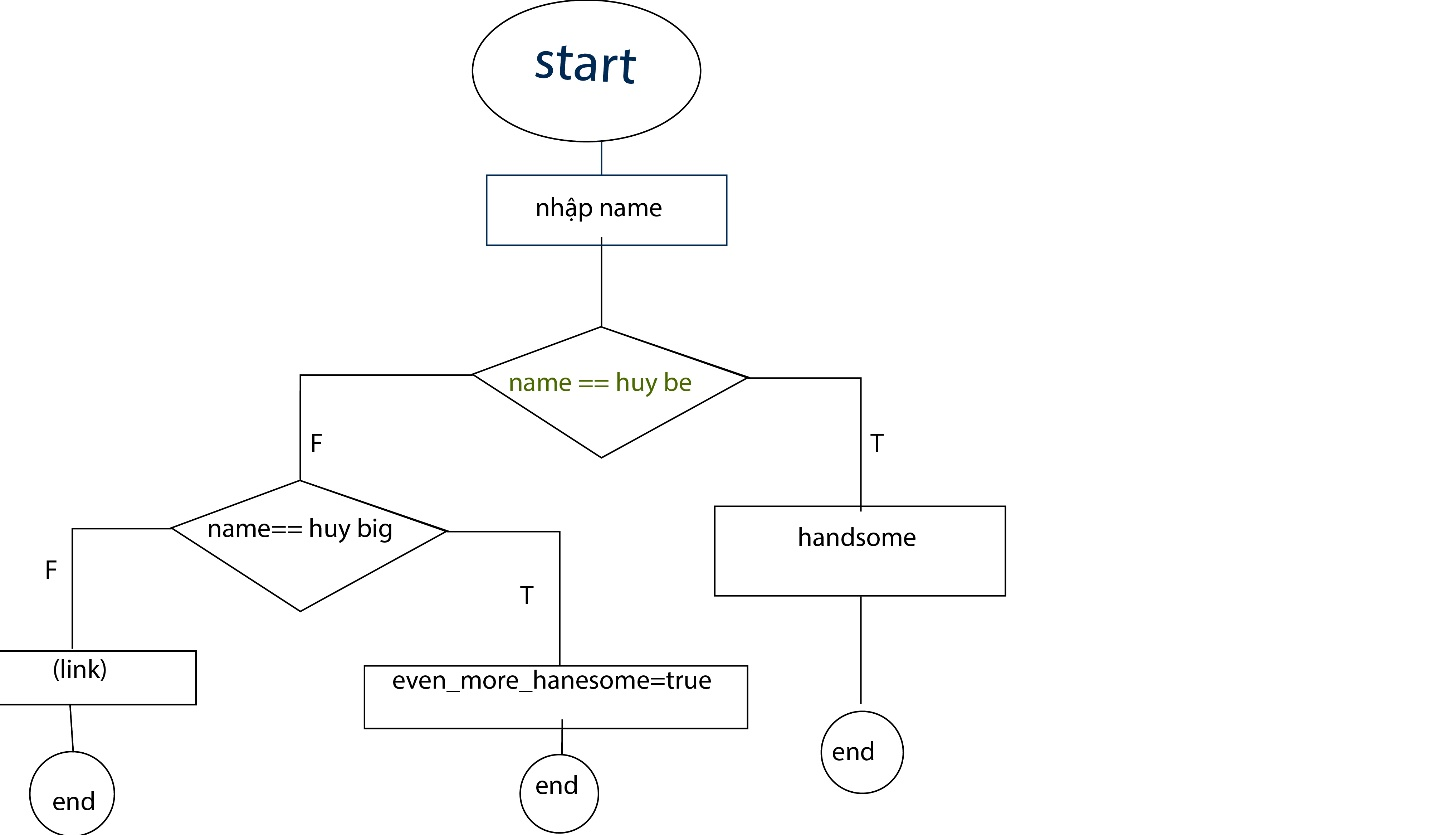 start
nhập name
name == huy be
F
T
name== huy big
handsome
F
T
(link)
even_more_hanesome=true
end
end
end